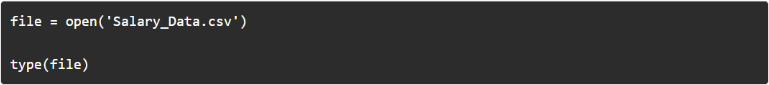 file = open('Salary_Data.csv')
type(file)